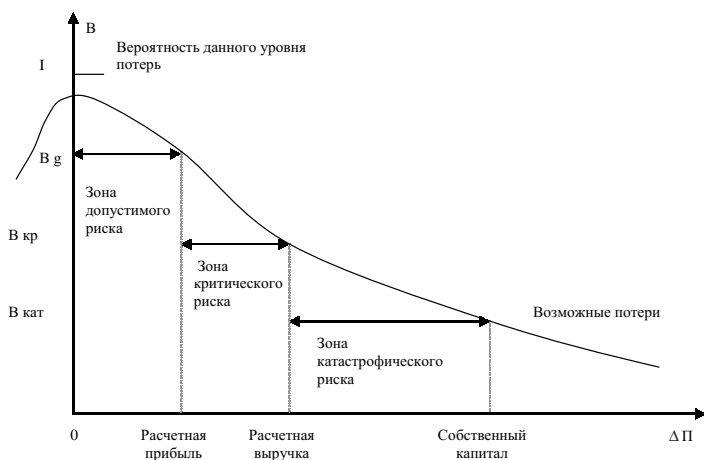 В
Вероятность данного уровня
потерь
I
В g
Зона
допустимого
риска
В кр
Зона
критического
риска
В кат
Возможные потери
Зона
катастрофического
риска
0
Расчетная
прибыль
Расчетная
выручка
Собственный
капитал
Δ П